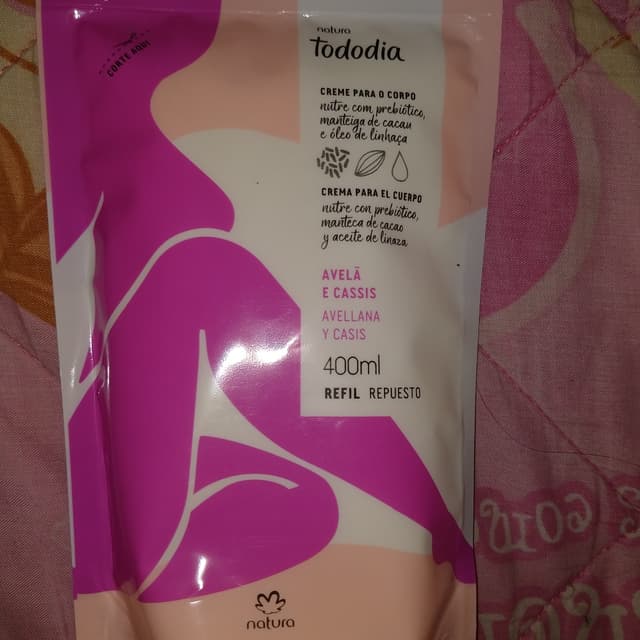 CORTE AQUI
natura
Tododia
CREME PARA O CORPO
nutre com prebiótico,
manteiga de cacau
e óleo de linhaça
CREMA PARA EL CUERPO
nutre con prebiótico,
manteca de cacao
y aceite de linaza
AVELÃ
E CASSIS
AVELLANA
Y CASIS
400ml
REFIL REPUESTO
natura